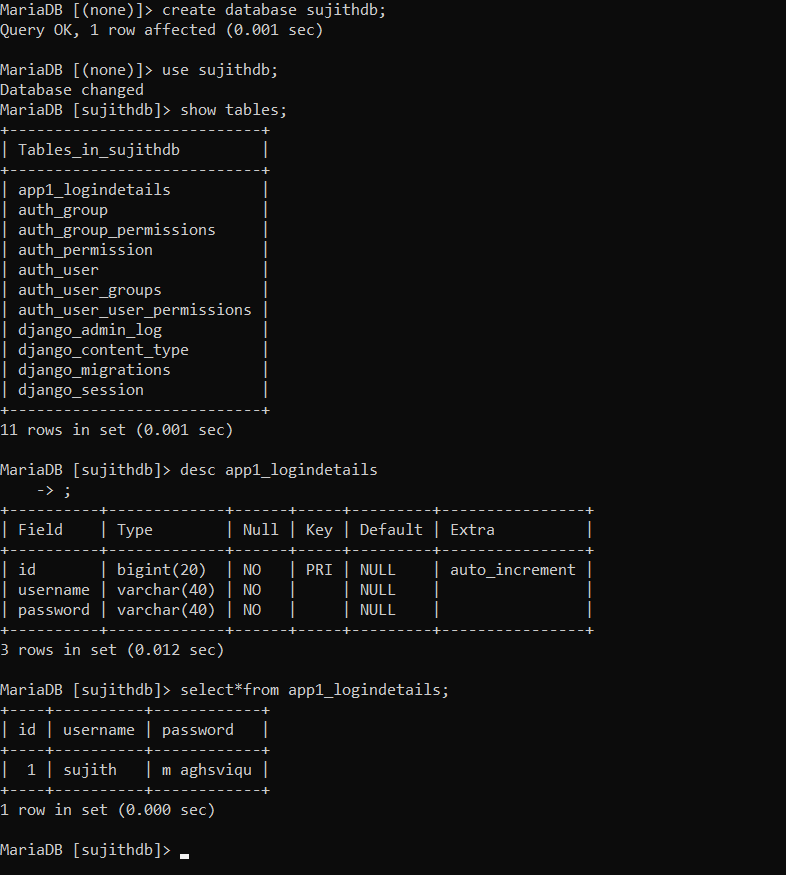 MariaDB [(none)]> create database sujithdb;
Query OK, 1 row affected (0.001 sec)

MariaDB [(none)]> use sujithdb;
Database changed
MariaDB [sujithdb]> show tables;
+----------------------------+
| Tables_in_sujithdb         |
+----------------------------+
| app1_logindetails          |
| auth_group                 |
| auth_group_permissions     |
| auth_permission            |
| auth_user                  |
| auth_user_groups           |
| auth_user_user_permissions |
| django_admin_log           |
| django_content_type        |
| django_migrations          |
| django_session             |
+----------------------------+
11 rows in set (0.001 sec)

MariaDB [sujithdb]> desc app1_logindetails
    -> ;
+----------+-------------+------+-----+---------+----------------+
| Field    | Type        | Null | Key | Default | Extra          |
+----------+-------------+------+-----+---------+----------------+
| id       | bigint(20)  | NO   | PRI | NULL    | auto_increment |
| username | varchar(40) | NO   |     | NULL    |                |
| password | varchar(40) | NO   |     | NULL    |                |
+----------+-------------+------+-----+---------+----------------+
3 rows in set (0.012 sec)

MariaDB [sujithdb]> select*from app1_logindetails;
+----+----------+------------+
| id | username | password   |
+----+----------+------------+
|  1 | sujith   | m aghsviqu |
+----+----------+------------+
1 row in set (0.000 sec)

MariaDB [sujithdb]>